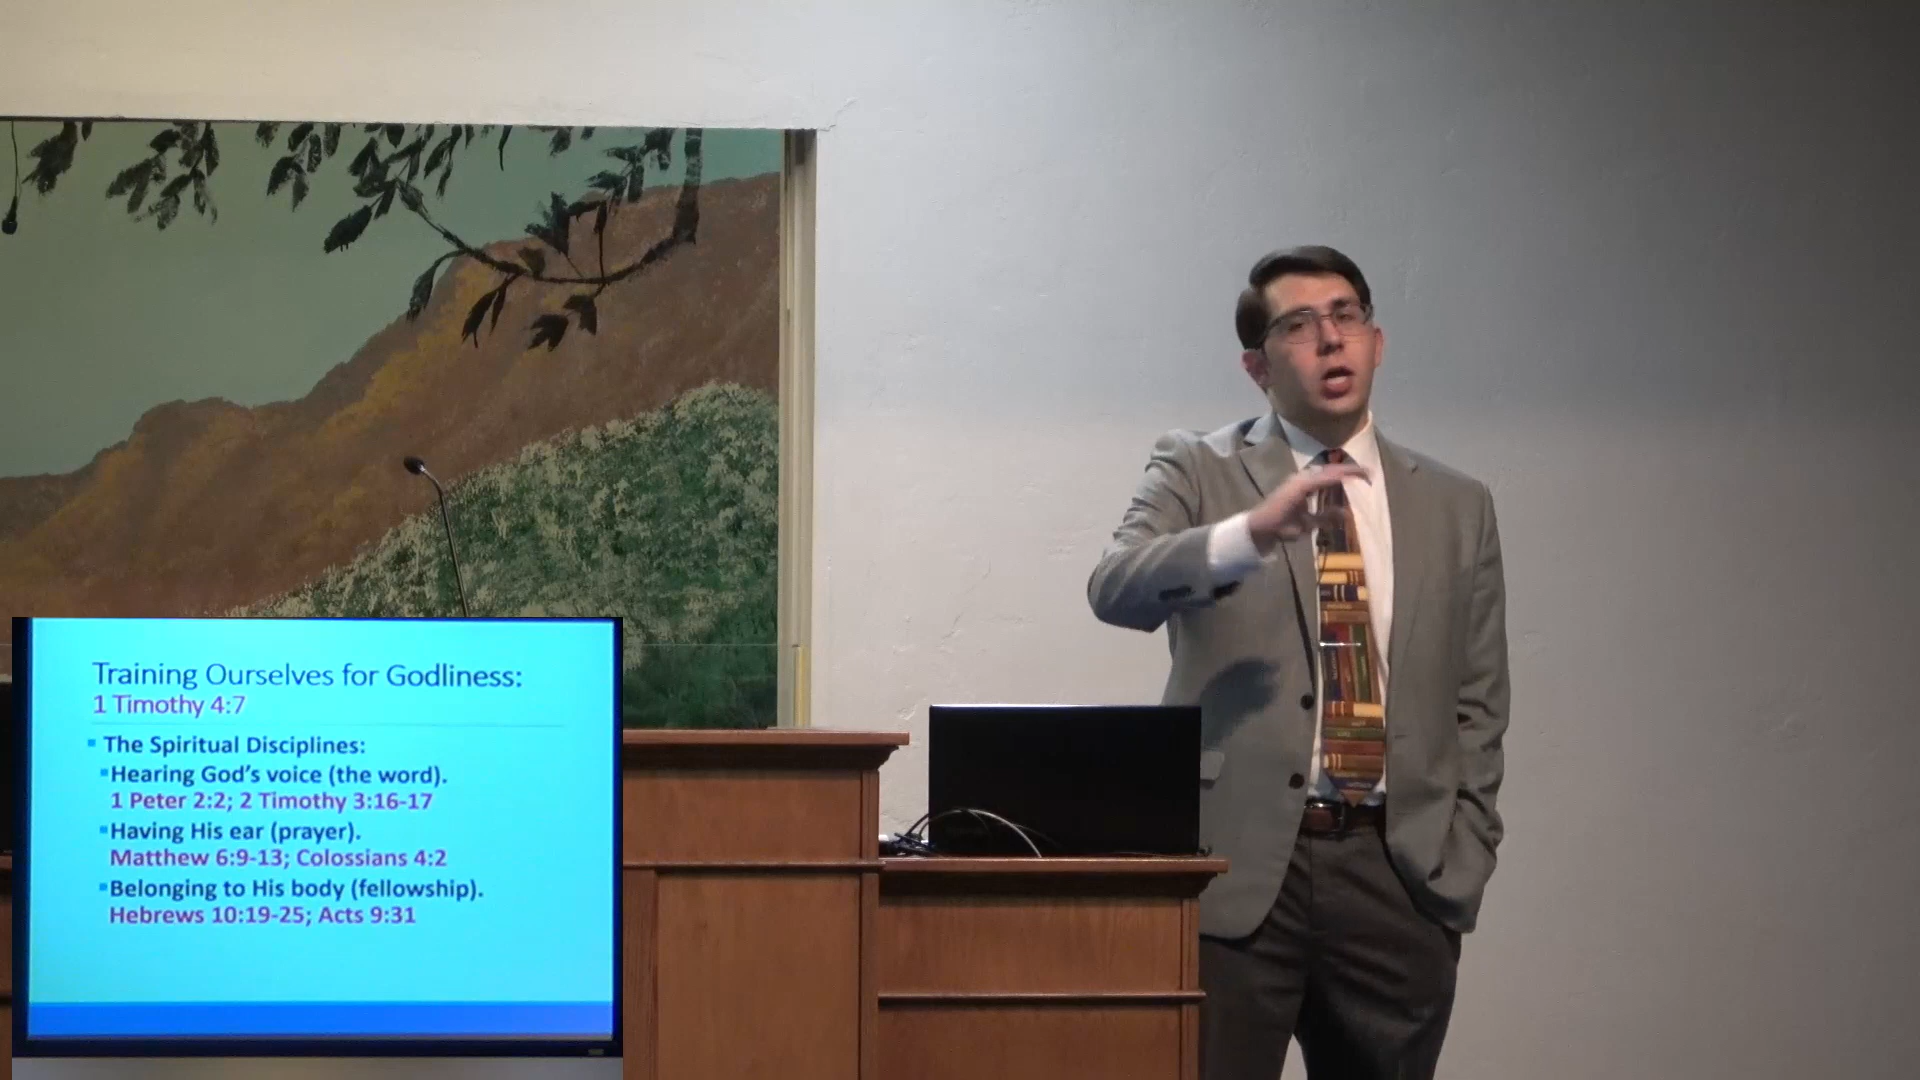 Training Ourselves for Godliness:
1 Timothy 4:7
The Spiritual Disciplines:
Hearing God's voice (the word).
1 Peter 2:2; 2 Timothy 3:16-17
Having His ear (prayer).
Matthew 6:9-13; Colossians 4:2
Belonging to His body (fellowship).
Hebrews 10:19-25; Acts 9:31